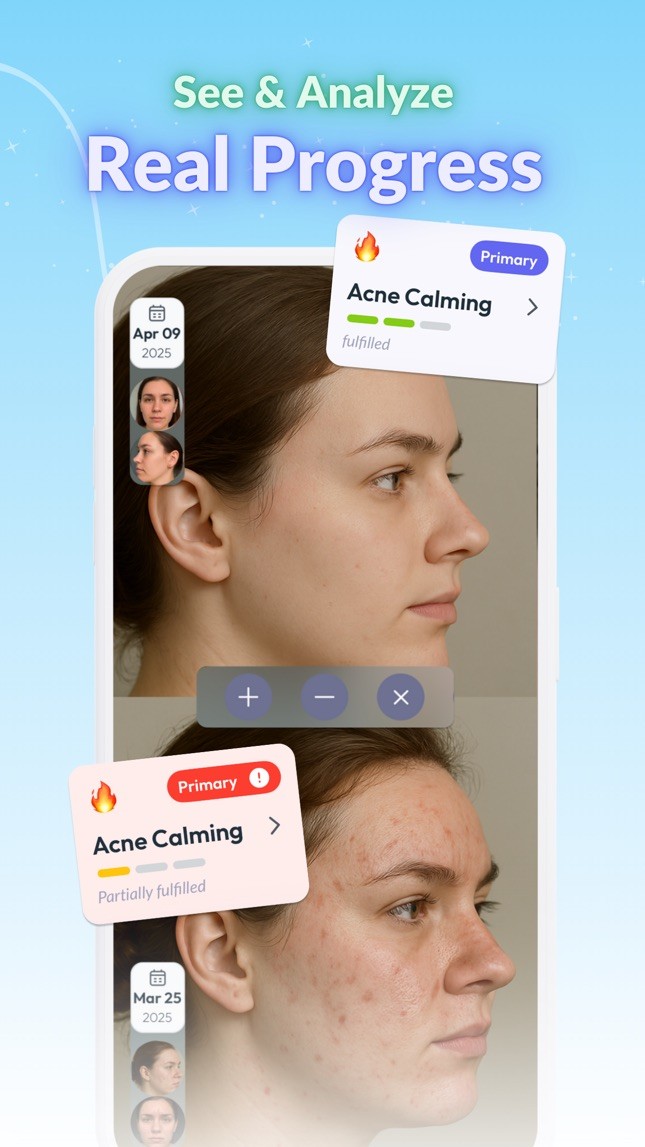 See & Analyze
Real Progress
Primary
Acne Calming
fulfilled
Apr 09
2025
Primary
Acne Calming
Partially fulfilled
Mar 25
2025